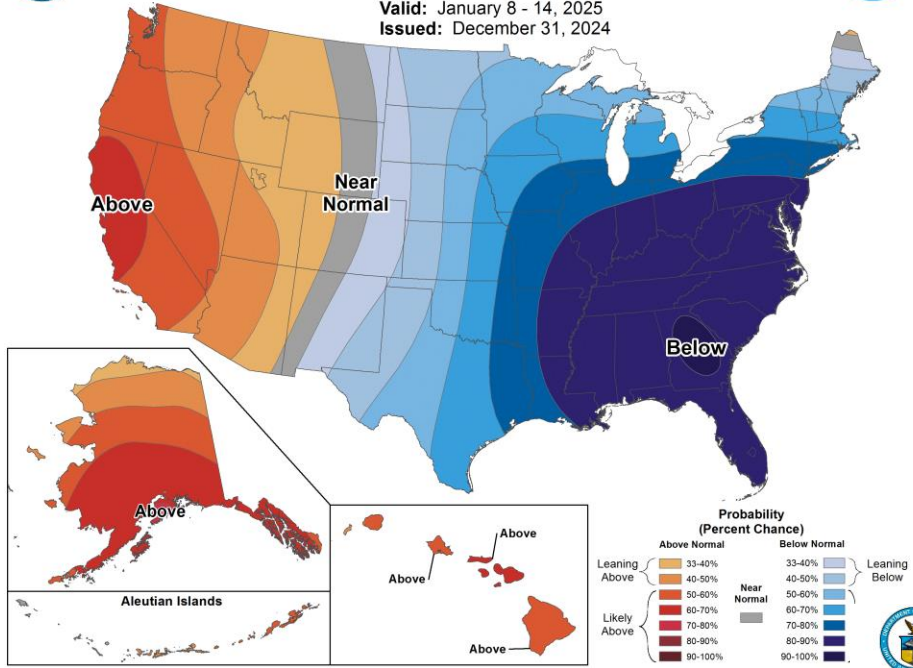 Valid: January 8 - 14, 2025
Issued: December 31, 2024
Above
Near
Normal
Below
Above
Aleutian Islands
Above
Above
Above
Probability
(Percent Chance)
Above Normal
Below Normal
Leaning
Above
33-40%
40-50%
50-60%
60-70%
70-80%
80-90%
90-100%
Likely
Above
Near
Normal
33-40%
40-50%
50-60%
60-70%
70-80%
80-90%
90-100%
Leaning
Below